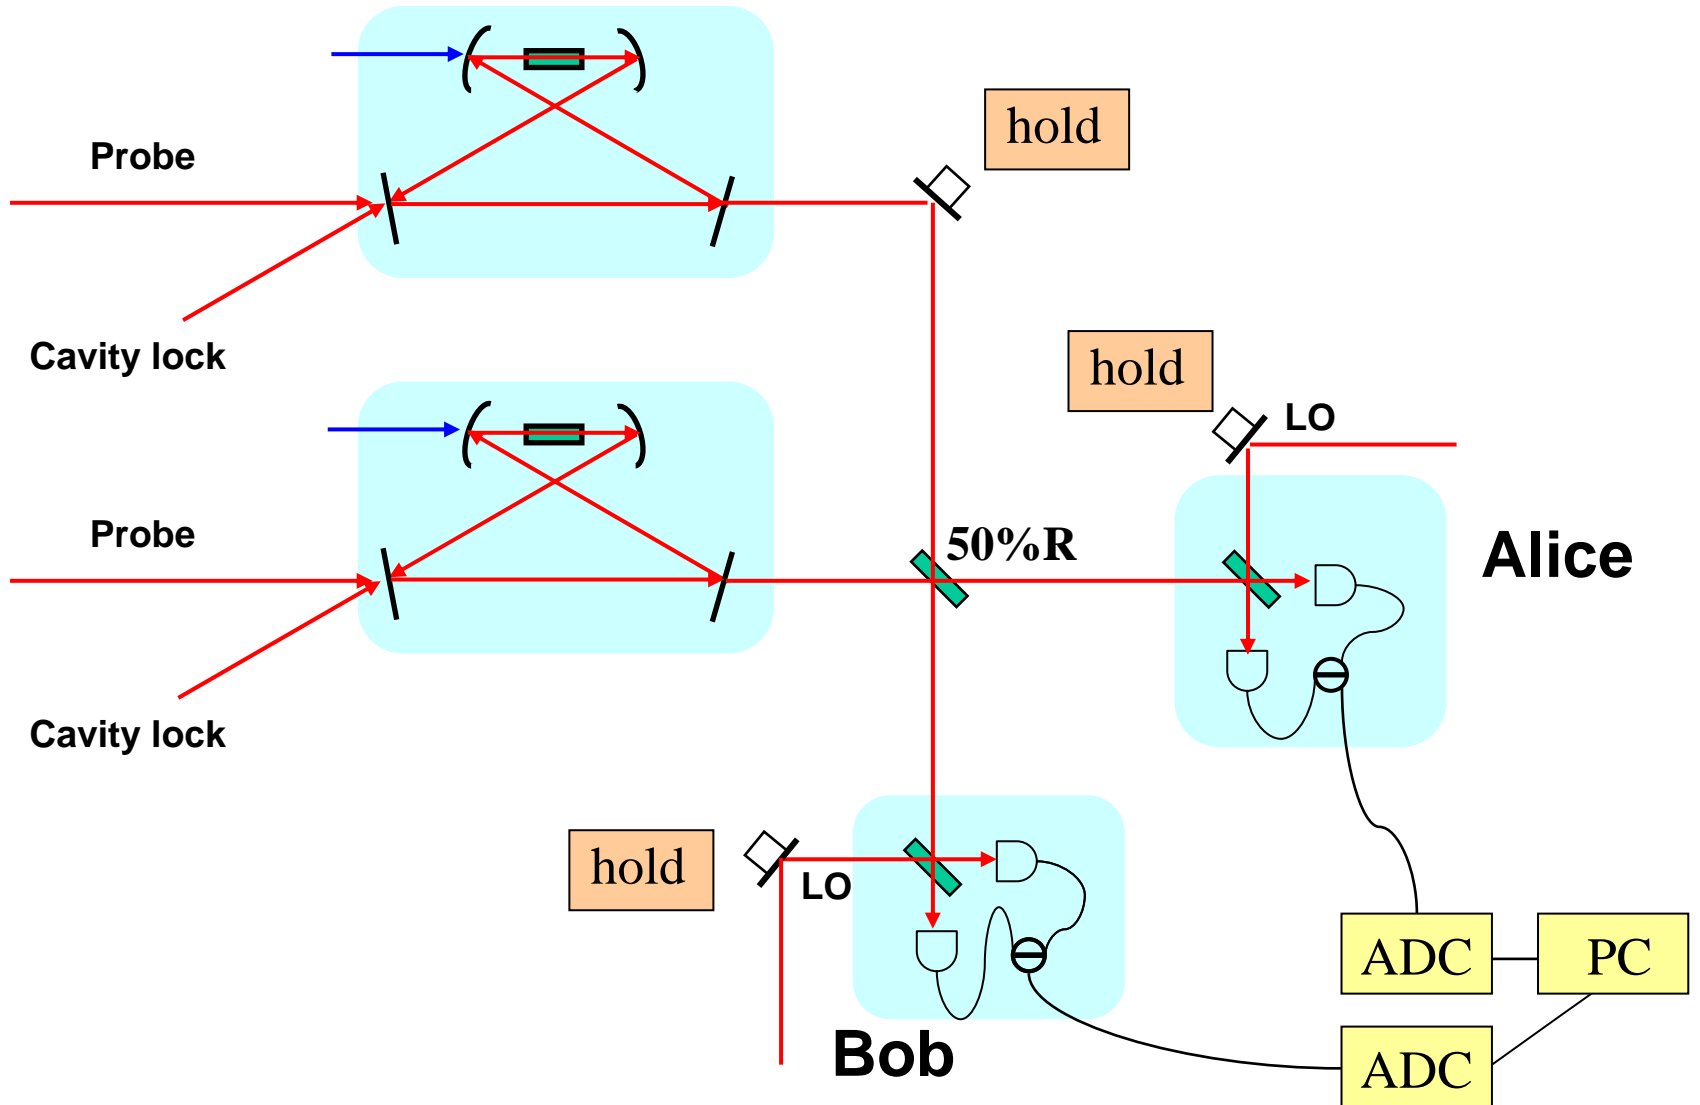 hold
Probe
Cavity lock
hold
LO
Probe
50%R
Alice
Cavity lock
hold
LO
ADC
PC
Bob
ADC